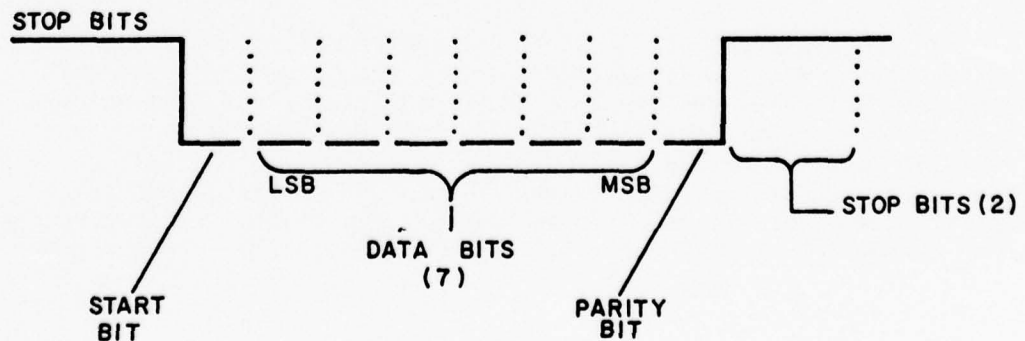 STOP BITS
LSB
MSB
STOP BITS (2)
DATA BITS
(7)
START
BIT
PARITY
BIT